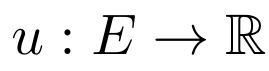 u : E → ℝ